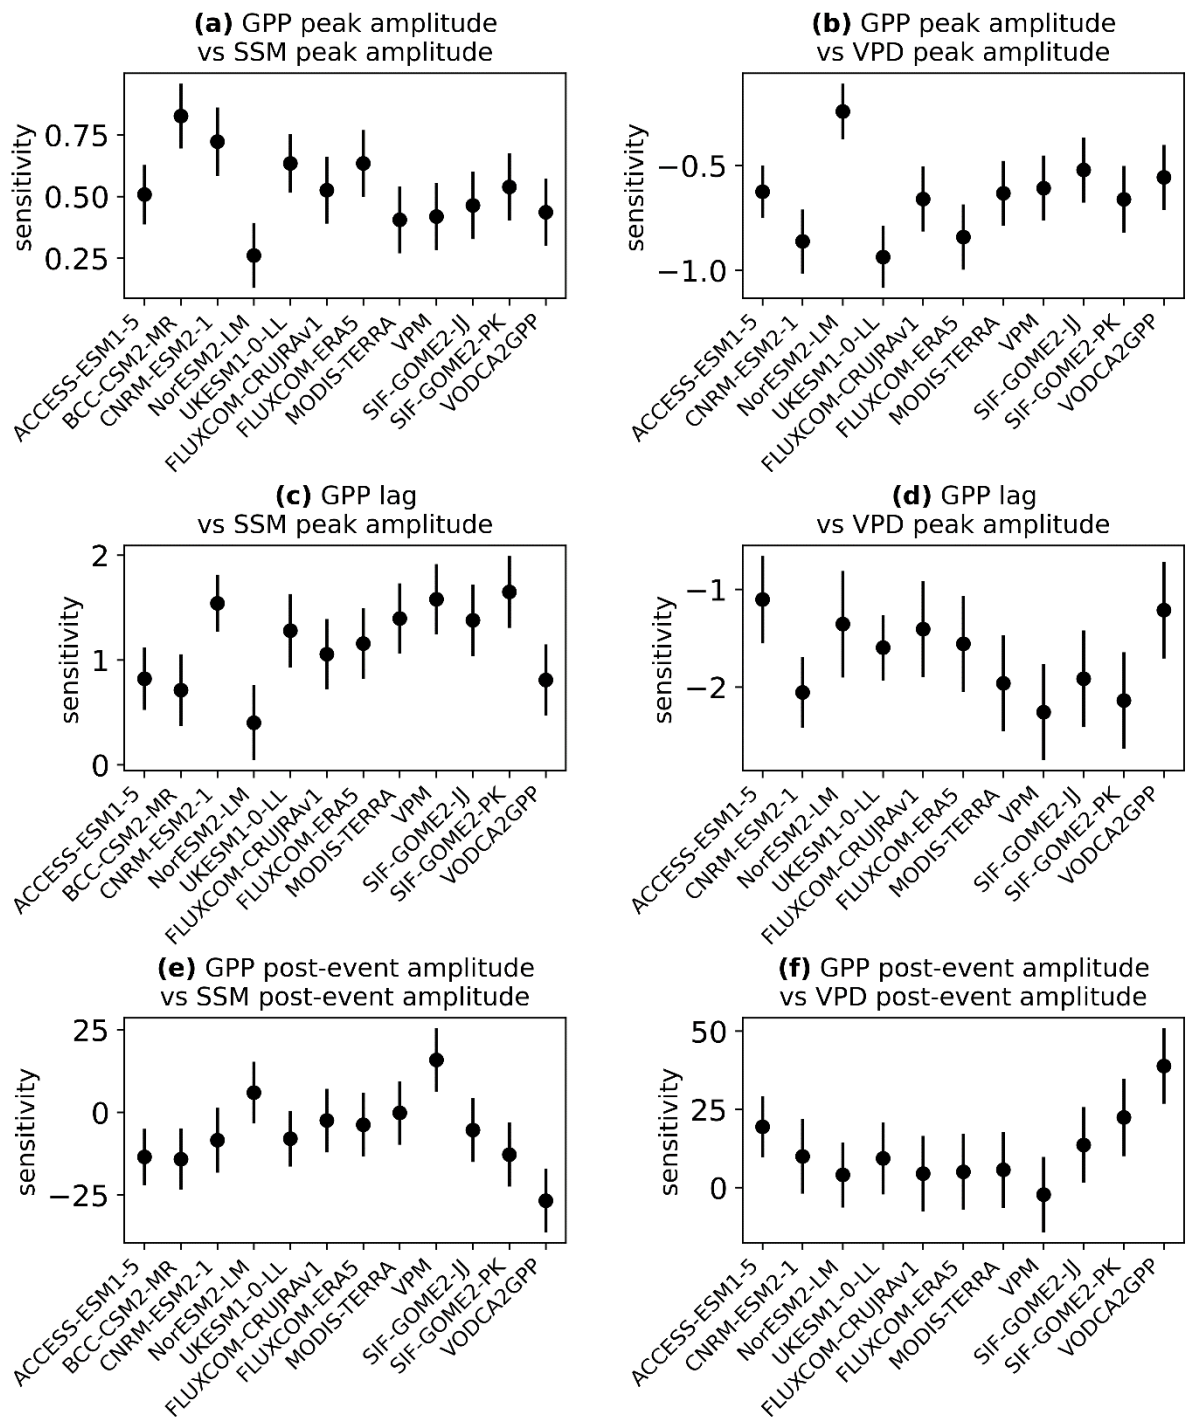 (a) GPP peak amplitude
vs SSM peak amplitude
sensitivity
0.75
0.50
0.25
ACCESS-ESM1-5
BCC-CSM2-MR
CNRM-ESM2-1
NorESM2-LM
UKESM1-0-LL
FLUXCOM-CRUJRAv1
FLUXCOM-ERA5
MODIS-TERRA
VPM
SIF-GOME2-JJ
SIF-GOME2-PK
VODCA2GPP
(b) GPP peak amplitude
vs VPD peak amplitude
sensitivity
−0.5
−1.0
ACCESS-ESM1-5
CNRM-ESM2-1
NorESM2-LM
UKESM1-0-LL
FLUXCOM-CRUJRAv1
FLUXCOM-ERA5
MODIS-TERRA
VPM
SIF-GOME2-JJ
SIF-GOME2-PK
VODCA2GPP
(c) GPP lag
vs SSM peak amplitude
sensitivity
2
1
0
ACCESS-ESM1-5
BCC-CSM2-MR
CNRM-ESM2-1
NorESM2-LM
UKESM1-0-LL
FLUXCOM-CRUJRAv1
FLUXCOM-ERA5
MODIS-TERRA
VPM
SIF-GOME2-JJ
SIF-GOME2-PK
VODCA2GPP
(d) GPP lag
vs VPD peak amplitude
sensitivity
−1
−2
ACCESS-ESM1-5
CNRM-ESM2-1
NorESM2-LM
UKESM1-0-LL
FLUXCOM-CRUJRAv1
FLUXCOM-ERA5
MODIS-TERRA
VPM
SIF-GOME2-JJ
SIF-GOME2-PK
VODCA2GPP
(e) GPP post-event amplitude
vs SSM post-event amplitude
sensitivity
25
0
−25
ACCESS-ESM1-5
BCC-CSM2-MR
CNRM-ESM2-1
NorESM2-LM
UKESM1-0-LL
FLUXCOM-CRUJRAv1
FLUXCOM-ERA5
MODIS-TERRA
VPM
SIF-GOME2-JJ
SIF-GOME2-PK
VODCA2GPP
(f) GPP post-event amplitude
vs VPD post-event amplitude
sensitivity
50
25
0
ACCESS-ESM1-5
CNRM-ESM2-1
NorESM2-LM
UKESM1-0-LL
FLUXCOM-CRUJRAv1
FLUXCOM-ERA5
MODIS-TERRA
VPM
SIF-GOME2-JJ
SIF-GOME2-PK
VODCA2GPP